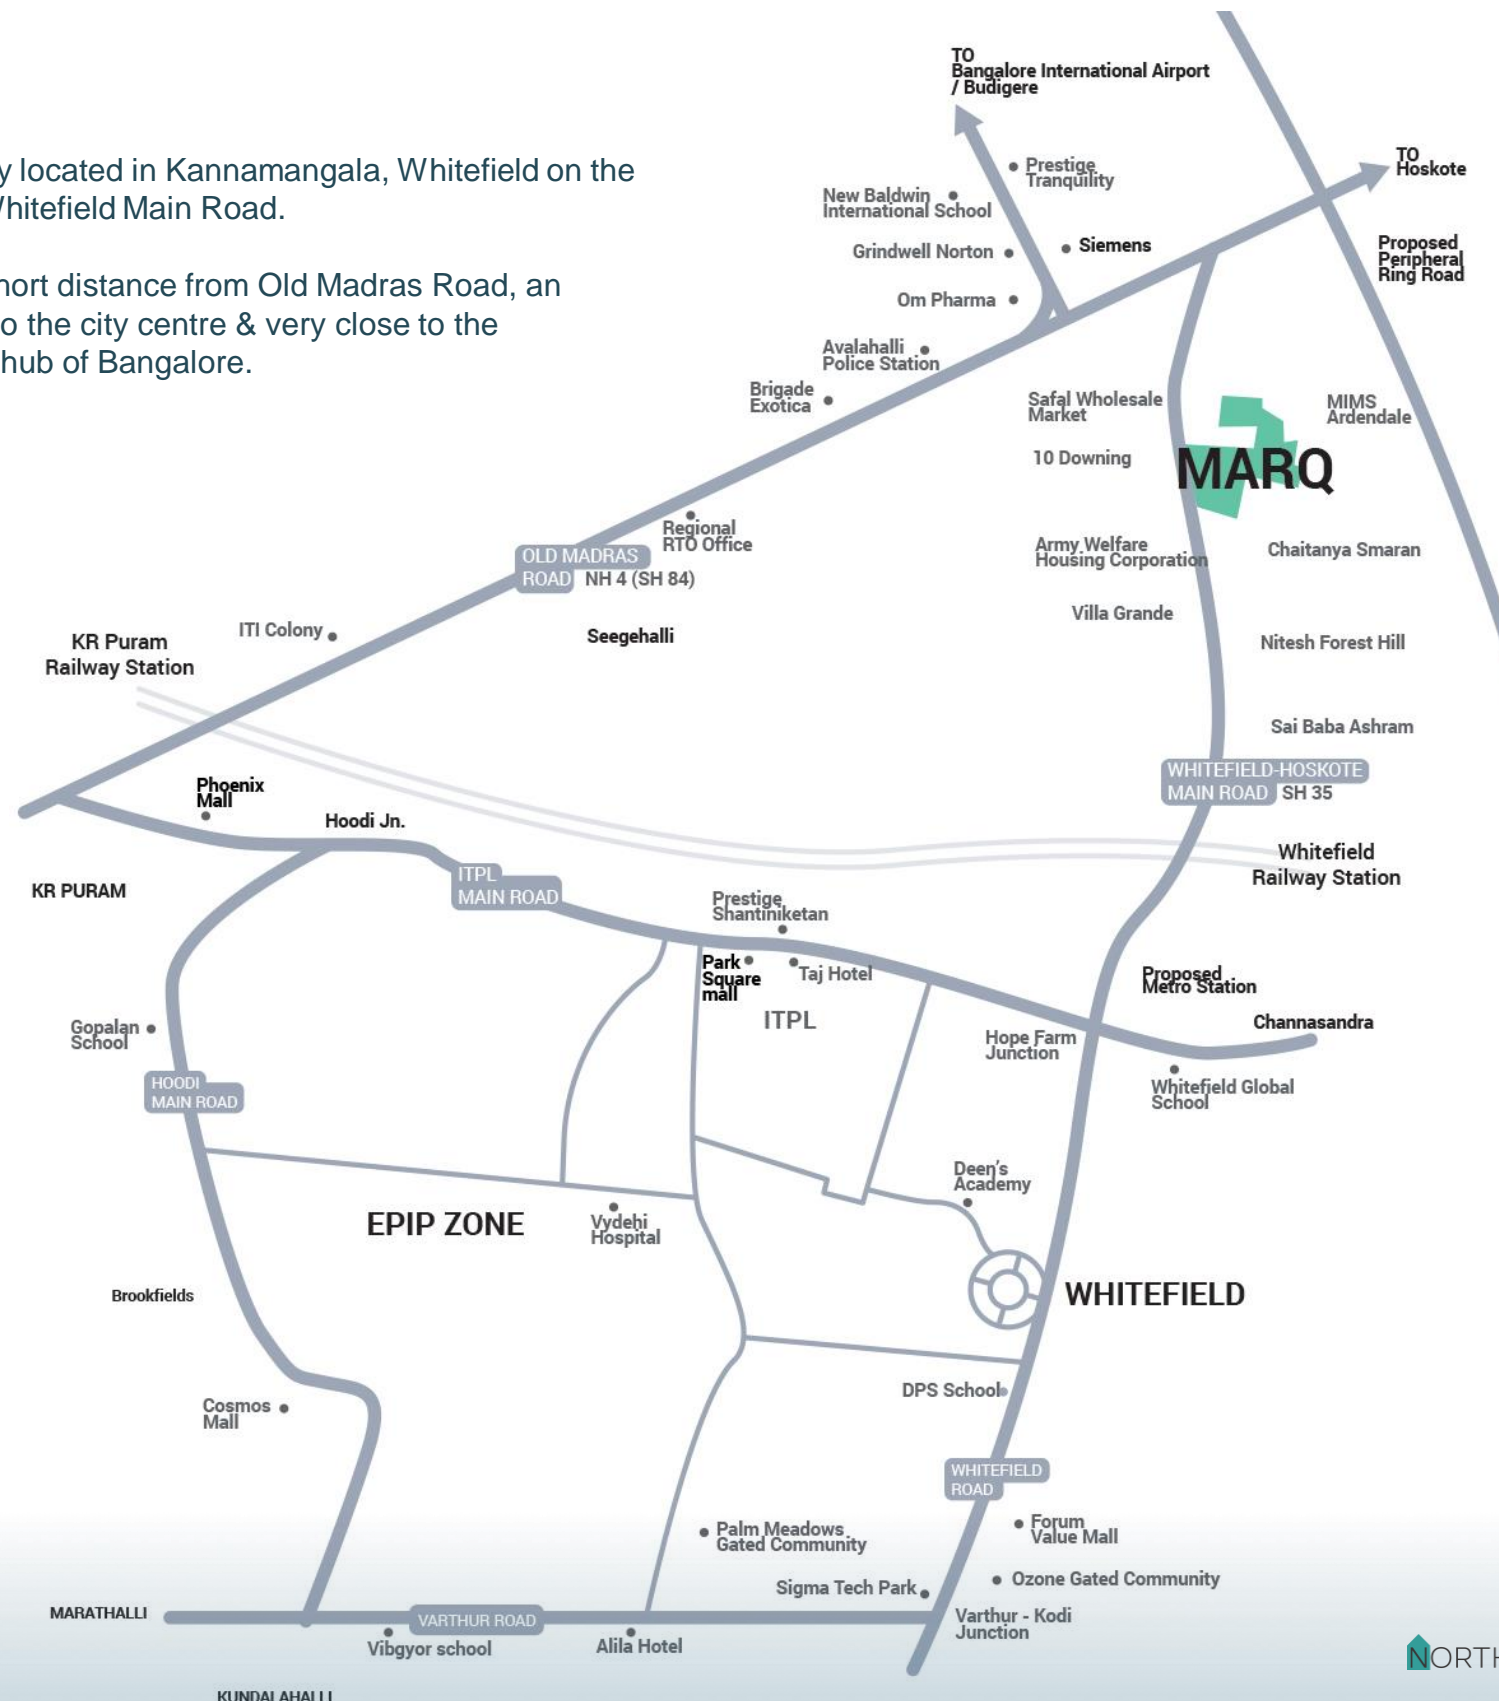 y located in Kannamangala, Whitefield on the
Whitefield Main Road.
hort distance from Old Madras Road, an
o the city centre & very close to the
hub of Bangalore.
TO
Bangalore International Airport
/ Budigere
Prestige
Tranquility
TO
Hoskote
New Baldwin
International School
Grindwell Norton
Siemens
Proposed
Peripheral
Ring Road
Om Pharma
Avalahalli
Police Station
Brigade
Exotica
Safal Wholesale
Market
MIMS
Ardendale
10 Downing
MARQ
Regional
RTO Office
OLD MADRAS
ROAD NH 4 (SH 84)
Army Welfare
Housing Corporation
Chaitanya Smaran
Villa Grande
ITI Colony
Seegehalli
KR Puram
Railway Station
Nitesh Forest Hill
Sai Baba Ashram
WHITEFIELD-HOSKOTE
MAIN ROAD SH 35
Phoenix
Mall
Hoodi Jn.
Whitefield
Railway Station
KR PURAM
ITPL
MAIN ROAD
Prestige
Shantiniketan
Park
Square
mall
Taj Hotel
ITPL
Proposed
Metro Station
Channasandra
Gopalan
School
Hope Farm
Junction
HOODI
MAIN ROAD
Whitefield Global
School
Deen's
Academy
EPIP ZONE
Vydehi
Hospital
Brookfields
WHITEFIELD
DPS School
Cosmos
Mall
WHITEFIELD
ROAD
Forum
Value Mall
Palm Meadows
Gated Community
Sigma Tech Park
Ozone Gated Community
MARATHALLI
VARTHUR ROAD
Varthur - Kodi
Junction
Vibgyor school
Alila Hotel
NORTH
KUNDALAHALLI